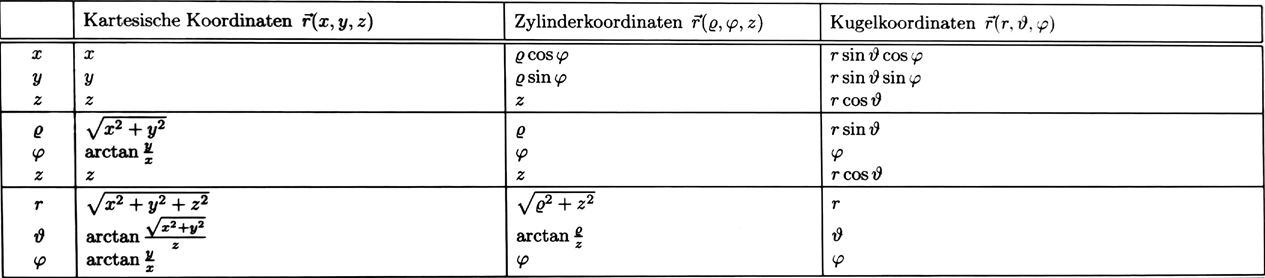 Kartesische Koordinaten r⃗(x, y, z) Zylinderkoordinaten r⃗(ϱ, φ, z) Kugelkoordinaten r⃗(r, ϑ, φ)
x x ϱ cos φ r sin ϑ cos φ
y y ϱ sin φ r sin ϑ sin φ
z z z r cos ϑ
ϱ √(x² + y²) ϱ r sin ϑ
φ arctan y/x φ φ
z z z r cos ϑ
r √(x² + y² + z²) √(ϱ² + z²) r
ϑ arctan √(x²+y²)/z arctan ϱ/z ϑ
φ arctan y/x φ φ